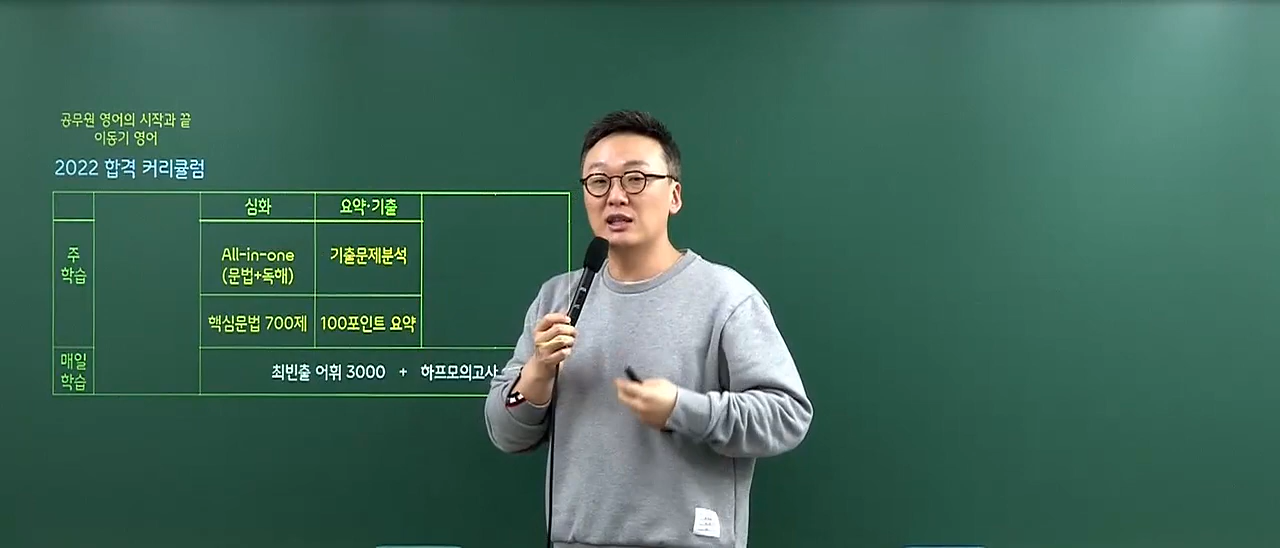 공무원 영어의 시작과 끝
이동기 영어
2022 합격 커리큘럼
심화 요약·기출
주
학습
All-in-one
(문법+독해)
기출문제분석
핵심문법 700제 100포인트 요약
매일
학습
최빈출 어휘 3000 + 하프모의고사